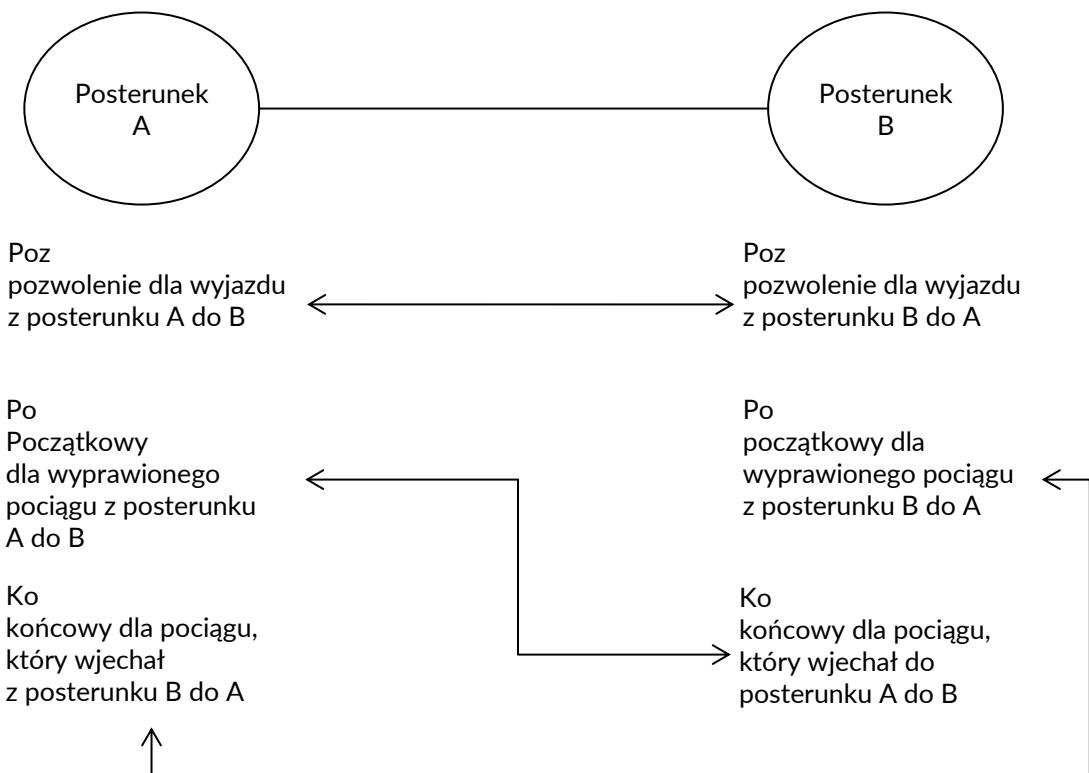 Posterunek
A
Posterunek
B
Poz
pozwolenie dla wyjazdu
z posterunku A do B
Poz
pozwolenie dla wyjazdu
z posterunku B do A
Po
Początkowy
dla wyprawionego
pociągu z posterunku
A do B
Po
początkowy dla
wyprawionego pociągu
z posterunku B do A
Ko
końcowy dla pociągu,
który wjechał
z posterunku B do A
Ko
końcowy dla pociągu,
który wjechał do
posterunku A do B